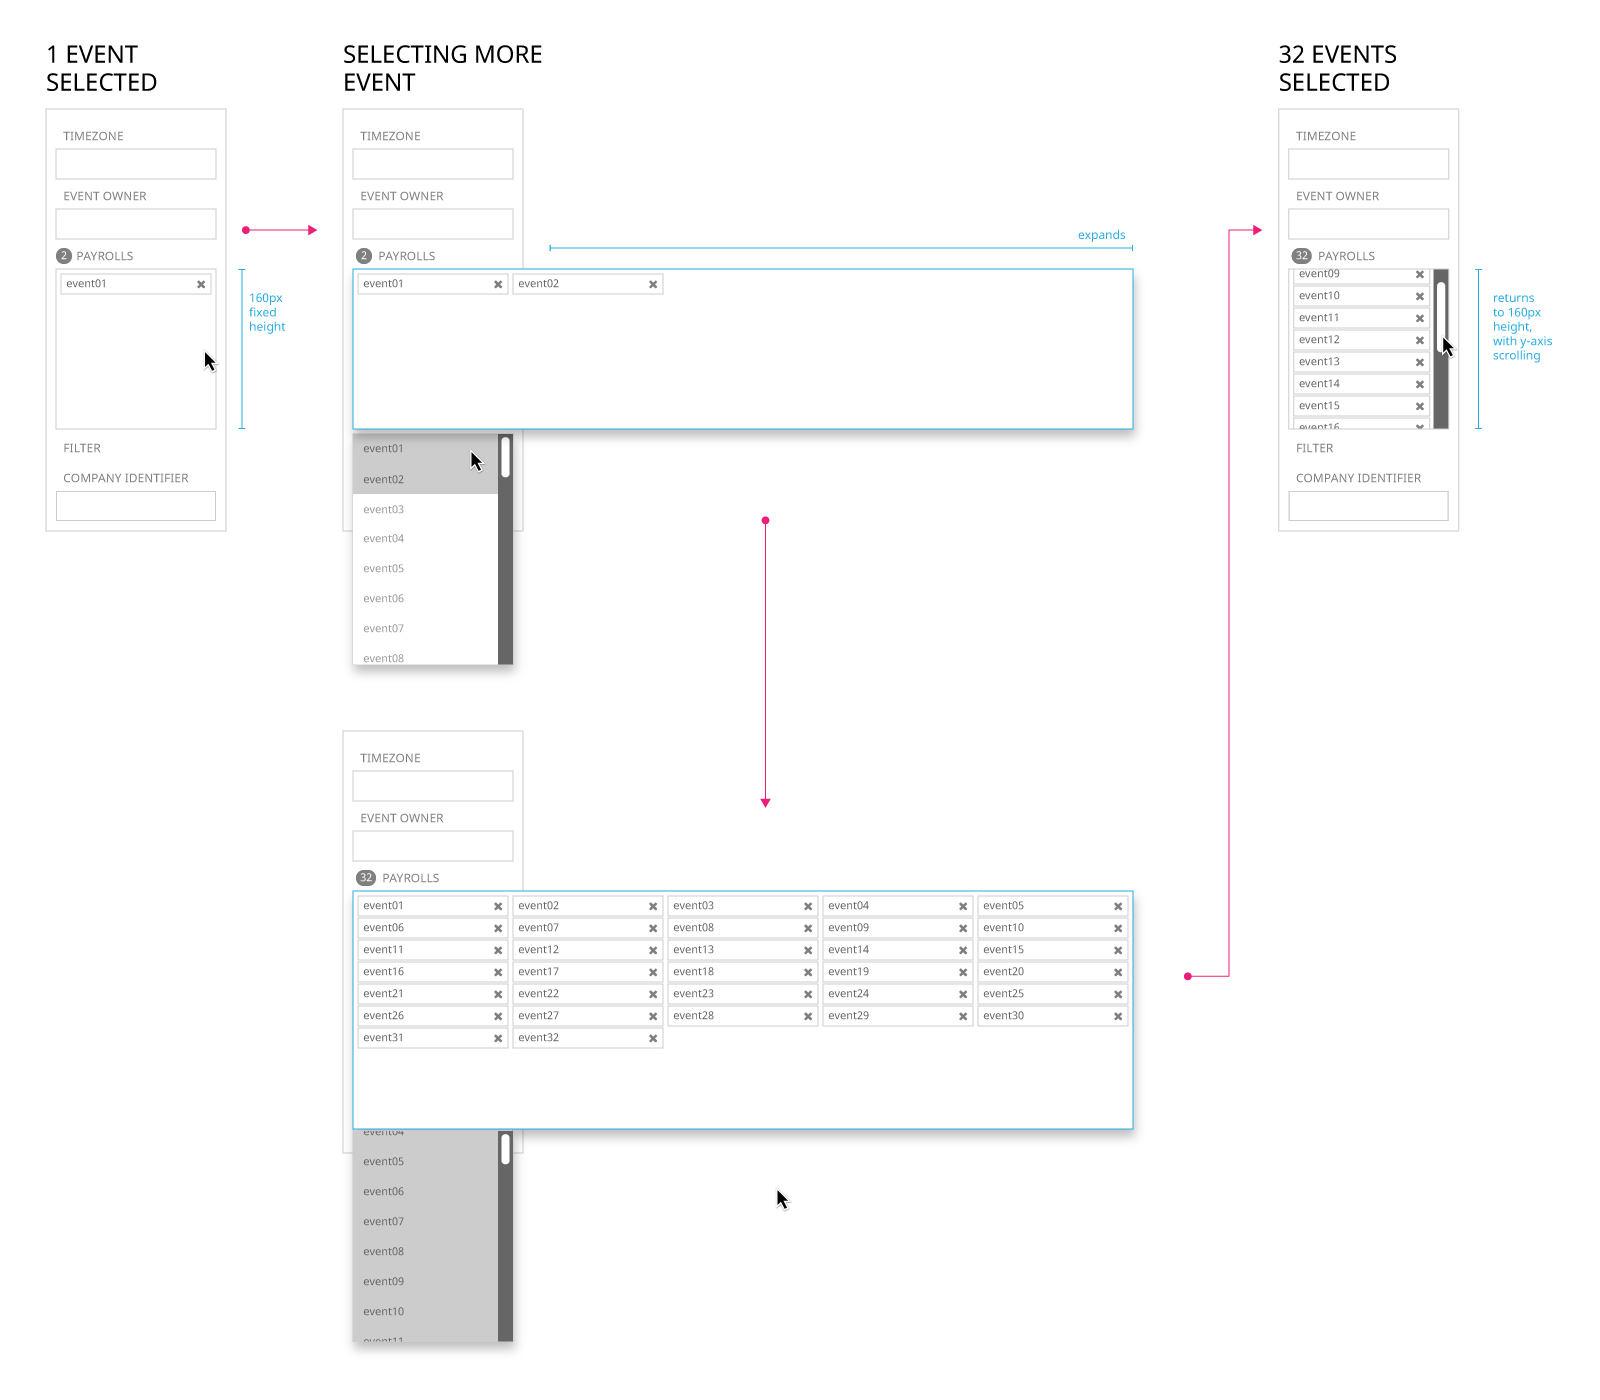 1 EVENT
SELECTED
TIMEZONE
EVENT OWNER
2 PAYROLLS
event01
160px
fixed
height
FILTER
COMPANY IDENTIFIER
SELECTING MORE
EVENT
TIMEZONE
EVENT OWNER
expands
2 PAYROLLS
event01 event02
event01
event02
event03
event04
event05
event06
event07
event08
TIMEZONE
EVENT OWNER
32 PAYROLLS
event01 event02 event03 event04 event05
event06 event07 event08 event09 event10
event11 event12 event13 event14 event15
event16 event17 event18 event19 event20
event21 event22 event23 event24 event25
event26 event27 event28 event29 event30
event31 event32
event04
event05
event06
event07
event08
event09
event10
event11
32 EVENTS
SELECTED
TIMEZONE
EVENT OWNER
32 PAYROLLS
event09
event10
event11
event12
event13
event14
event15
event16
returns
to 160px
height,
with y-axis
scrolling
FILTER
COMPANY IDENTIFIER